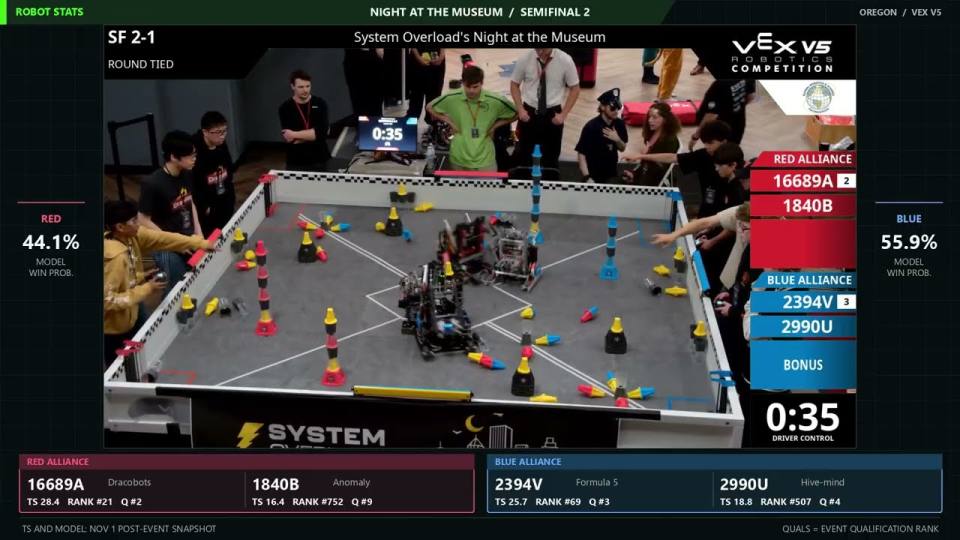 ROBOT STATS
NIGHT AT THE MUSEUM / SEMIFINAL 2
OREGON / VEX V5
SF 2-1
System Overload's Night at the Museum
ROUND TIED
VEX V5
ROBOTICS
COMPETITION
0:35
RED ALLIANCE
16689A 2
1840B
BLUE ALLIANCE
2394V 3
2990U
BONUS
0:35
DRIVER CONTROL
RED
44.1%
MODEL
WIN PROB.
BLUE
55.9%
MODEL
WIN PROB.
SYSTEM
RED ALLIANCE
16689A Dracobots
TS 28.4 RANK #21 Q #2
1840B Anomaly
TS 16.4 RANK #752 Q #9
BLUE ALLIANCE
2394V Formula 5
TS 25.7 RANK #69 Q #3
2990U Hive-mind
TS 18.8 RANK #507 Q #4
TS AND MODEL: NOV 1 POST-EVENT SNAPSHOT
QUALS = EVENT QUALIFICATION RANK